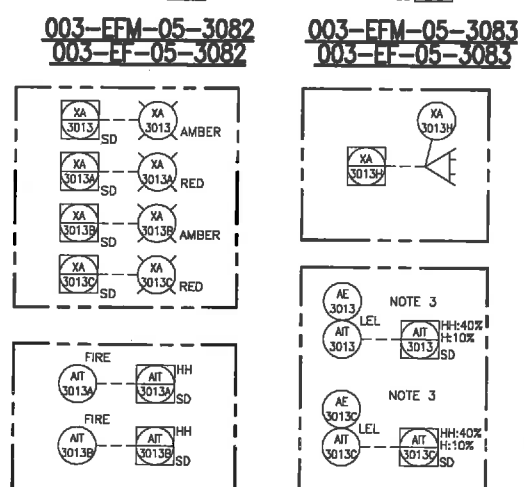 003-EFM-05-3082
003-EF-05-3082
003-EFM-05-3083
003-EF-05-3083
XA
3013
SD
XA
3013
AMBER
XA
3013A
SD
XA
3013A
RED
XA
3013B
SD
XA
3013B
AMBER
XA
3013C
SD
XA
3013C
RED
XA
3013H
XA
3013H
FIRE
AIT
3013A
AIT
3013A
HH
SD
FIRE
AIT
3013B
AIT
3013B
HH
SD
AE
3013
NOTE 3
LEL
AIT
3013
AIT
3013
HH:40%
H:10%
SD
AE
3013C
NOTE 3
LEL
AIT
3013C
AIT
3013C
HH:40%
H:10%
SD